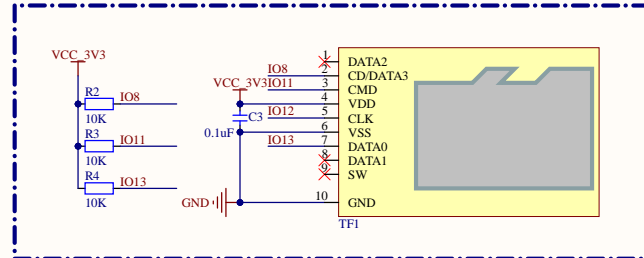 VCC_3V3
R2
IO8
10K
R3
IO11
10K
R4
IO13
10K
VCC_3V3
C3
0.1uF
GND
IO8
IO11
IO12
IO13
1 DATA2
2 CD/DATA3
3 CMD
4 VDD
5 CLK
6 VSS
7 DATA0
8 DATA1
9 SW
10 GND
TF1